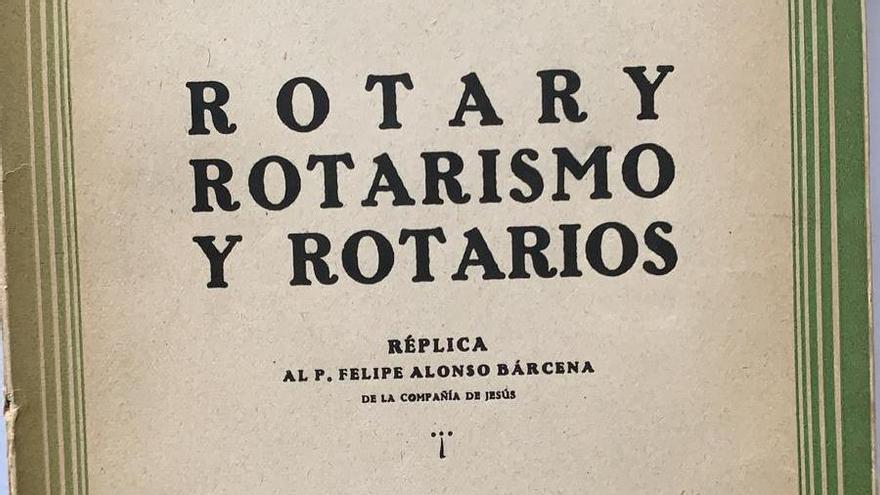 ROTARY
ROTARISMO
Y ROTARIOS
RÉPLICA
AL P. FELIPE ALONSO BÁRCENA
DE LA COMPAÑÍA DE JESÚS